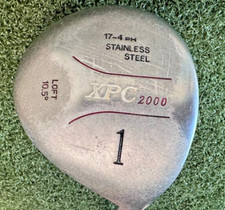 17-4 PH
STAINLESS
STEEL
LOFT
10.5°
XPC 2000
1